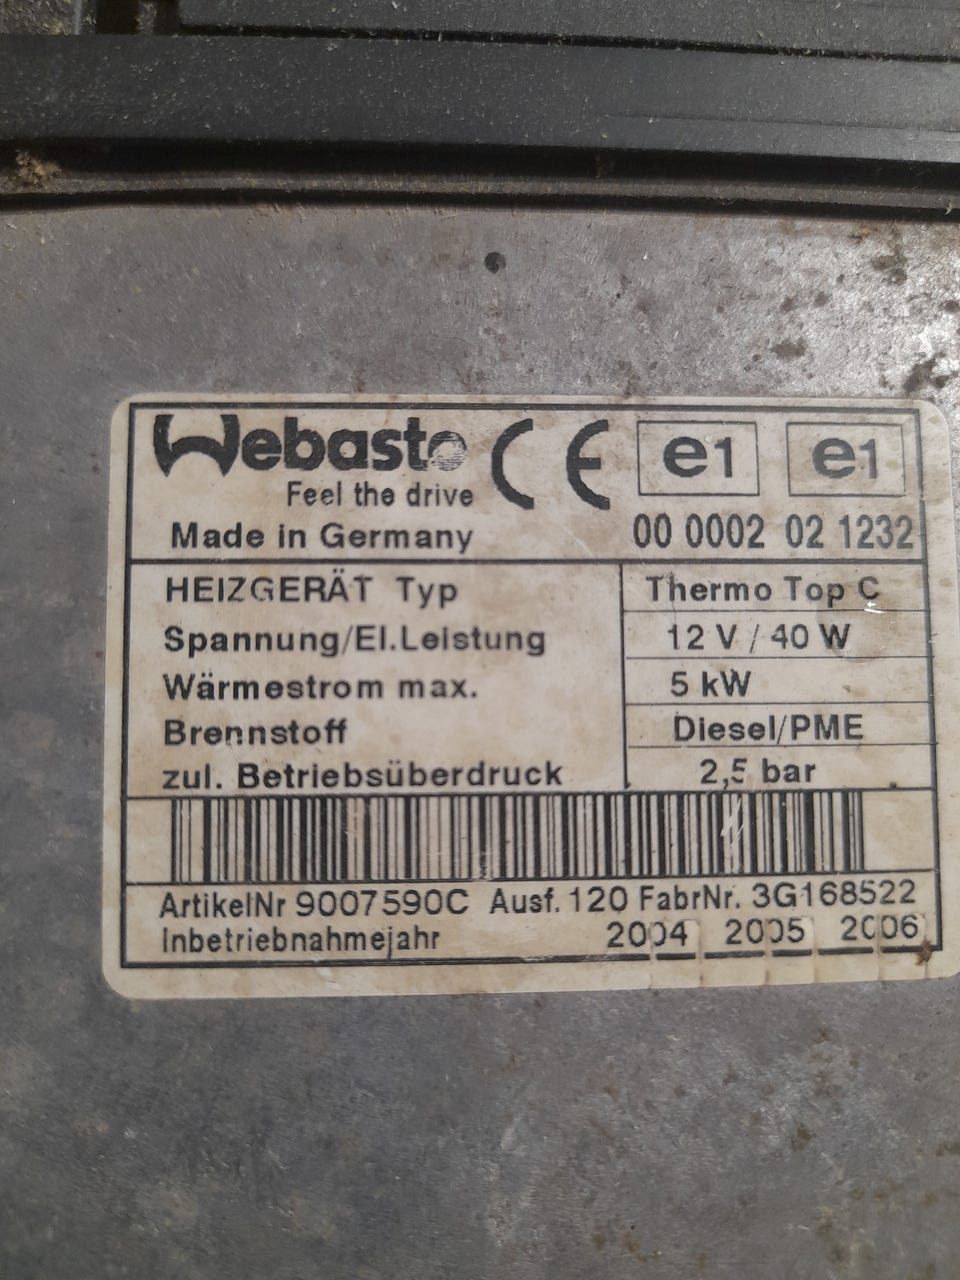 Webasto CE e1 e1
Feel the drive
Made in Germany 00 0002 02 1232
HEIZGERÄT Typ Thermo Top C
Spannung/El.Leistung 12 V / 40 W
Wärmestrom max. 5 kW
Brennstoff Diesel/PME
zul. Betriebsüberdruck 2,5 bar
ArtikelNr 9007590C Ausf. 120 FabrNr. 3G168522
Inbetriebnahmejahr 2004 2005 2006